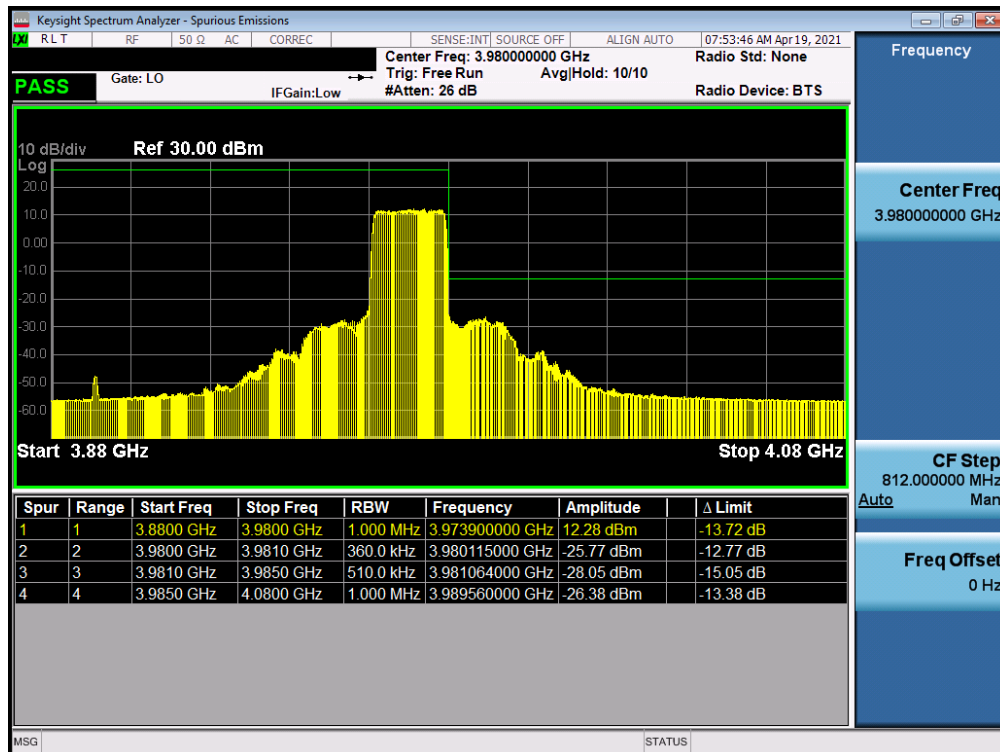 Keysight Spectrum Analyzer - Spurious Emissions
LXI RLT RF 50 Ω AC CORREC SENSE:INT SOURCE OFF ALIGN AUTO 07:53:46 AM Apr 19, 2021
Center Freq: 3.980000000 GHz Radio Std: None
PASS Gate: LO Trig: Free Run Avg|Hold: 10/10
IFGain:Low #Atten: 26 dB Radio Device: BTS
10 dB/div Ref 30.00 dBm
Log
20.0
10.0
0.00
-10.0
-20.0
-30.0
-40.0
-50.0
-60.0
Start 3.88 GHz Stop 4.08 GHz
Spur Range Start Freq Stop Freq RBW Frequency Amplitude Δ Limit
1 1 3.8800 GHz 3.9800 GHz 1.000 MHz 3.973900000 GHz 12.28 dBm -13.72 dB
2 2 3.9800 GHz 3.9810 GHz 360.0 kHz 3.980115000 GHz -25.77 dBm -12.77 dB
3 3 3.9810 GHz 3.9850 GHz 510.0 kHz 3.981064000 GHz -28.05 dBm -15.05 dB
4 4 3.9850 GHz 4.0800 GHz 1.000 MHz 3.989560000 GHz -26.38 dBm -13.38 dB
MSG STATUS
Frequency
Center Freq
3.980000000 GHz
CF Step
812.000000 MHz
Auto Man
Freq Offset
0 Hz